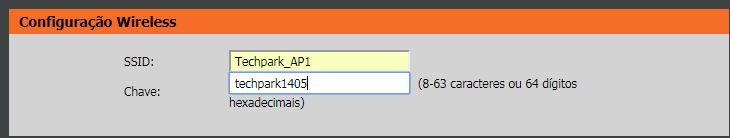 Configuração Wireless
SSID: Techpark_AP1
Chave: techpark1405 (8-63 caracteres ou 64 dígitos
hexadecimais)